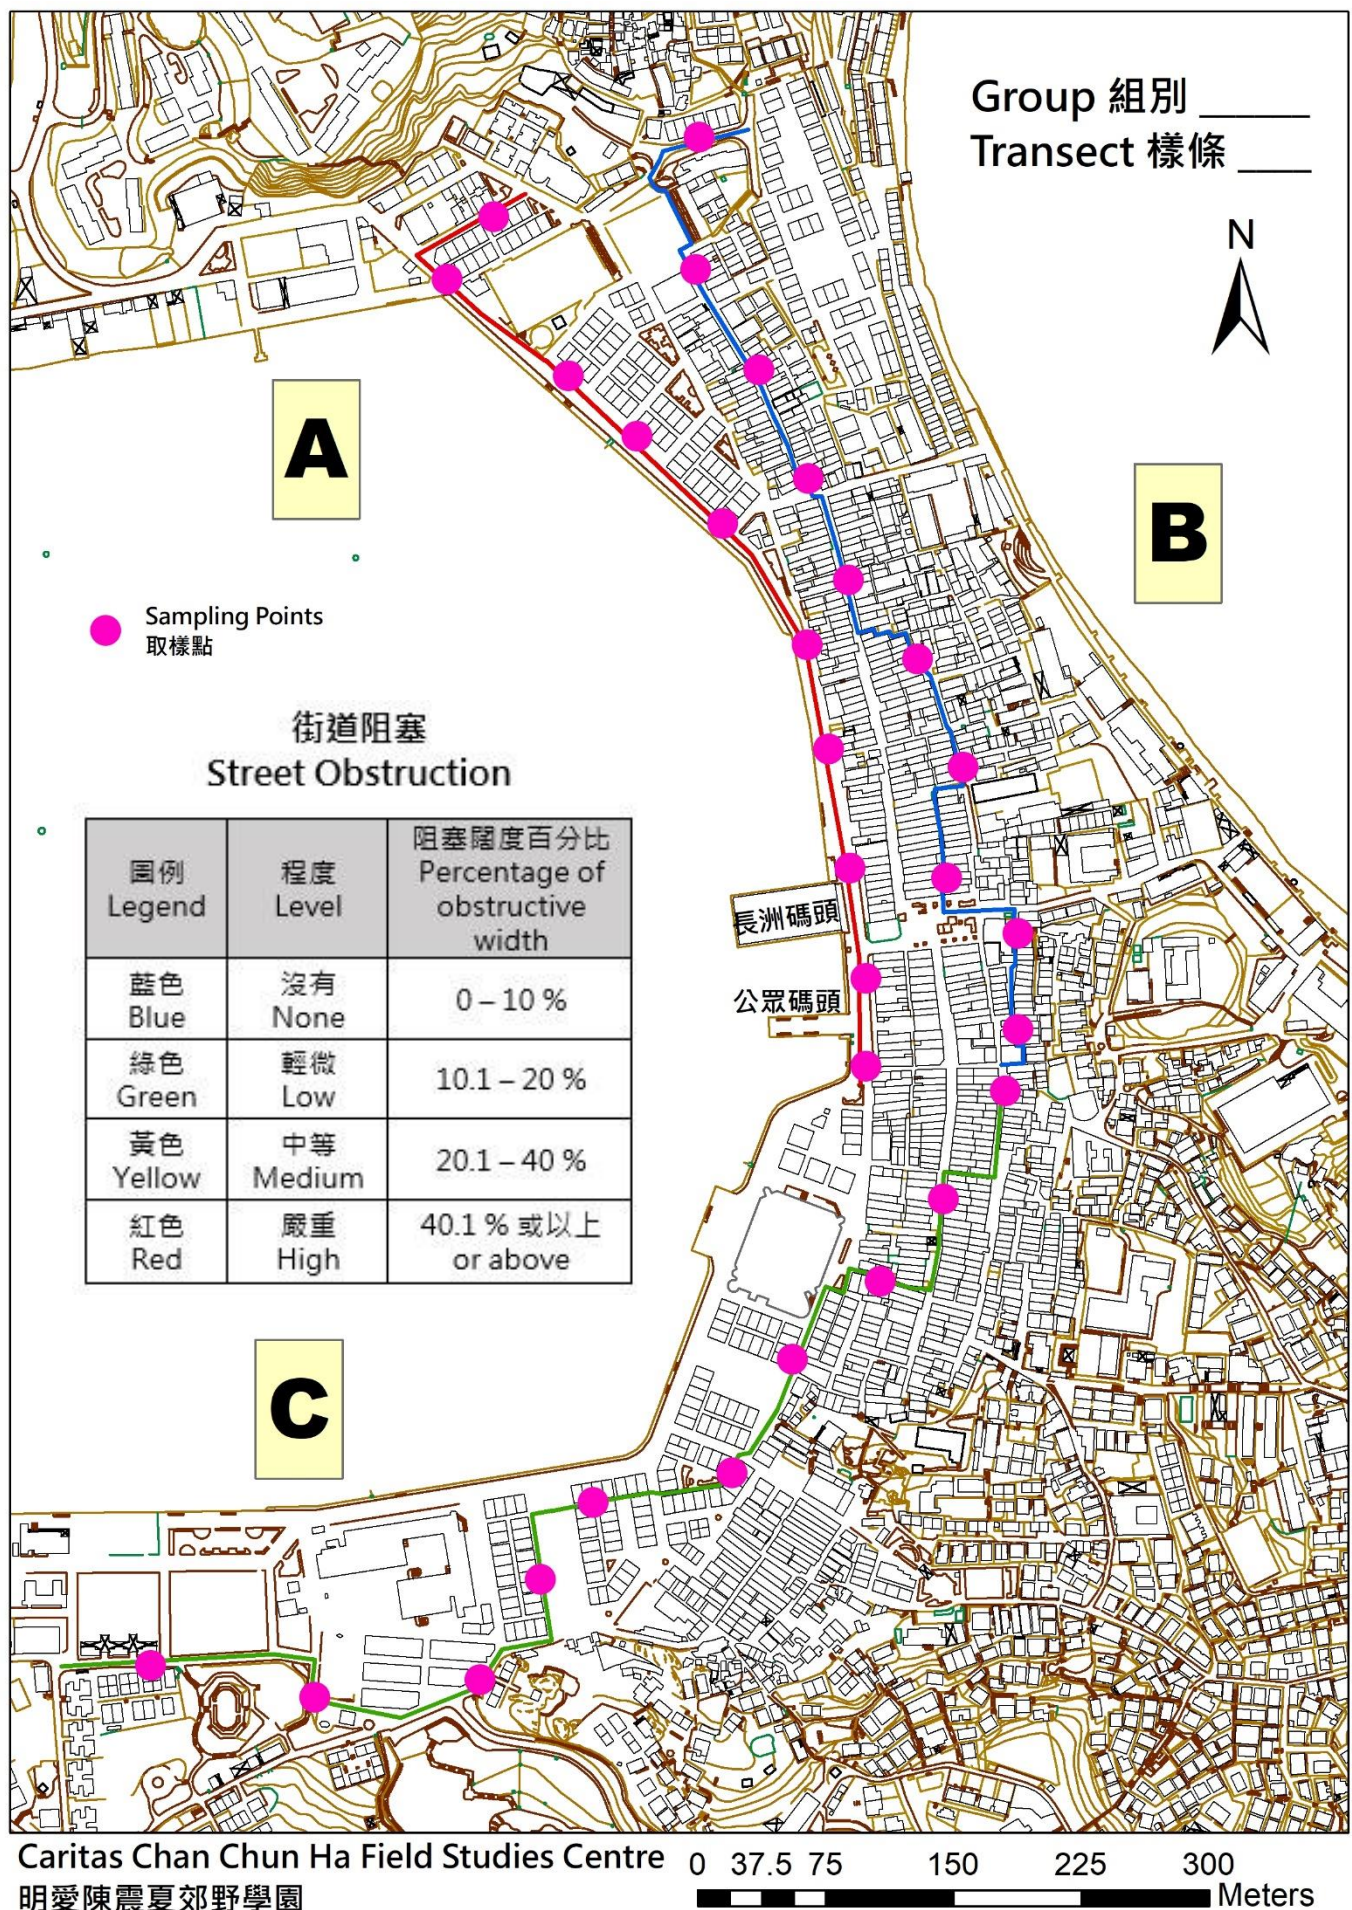 Group 組別 _____
Transect 樣條 ____
N
A
B
Sampling Points
取樣點
街道阻塞
Street Obstruction
圖例
Legend
程度
Level
阻塞闊度百分比
Percentage of
obstructive
width
藍色
Blue
沒有
None
0 – 10 %
綠色
Green
輕微
Low
10.1 – 20 %
黃色
Yellow
中等
Medium
20.1 – 40 %
紅色
Red
嚴重
High
40.1 % 或以上
or above
長洲碼頭
公眾碼頭
C
Caritas Chan Chun Ha Field Studies Centre
明愛陳震夏郊野學園
0 37.5 75 150 225 300
Meters